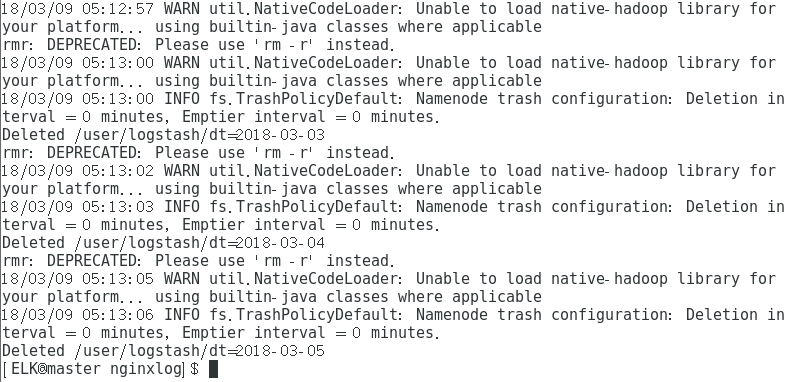 18/03/09 05:12:57 WARN util.NativeCodeLoader: Unable to load native-hadoop library for
your platform... using builtin-java classes where applicable
rmr: DEPRECATED: Please use 'rm -r' instead.
18/03/09 05:13:00 WARN util.NativeCodeLoader: Unable to load native-hadoop library for
your platform... using builtin-java classes where applicable
18/03/09 05:13:00 INFO fs.TrashPolicyDefault: Namenode trash configuration: Deletion in
terval = 0 minutes, Emptier interval = 0 minutes.
Deleted /user/logstash/dt=2018-03-03
rmr: DEPRECATED: Please use 'rm -r' instead.
18/03/09 05:13:02 WARN util.NativeCodeLoader: Unable to load native-hadoop library for
your platform... using builtin-java classes where applicable
18/03/09 05:13:03 INFO fs.TrashPolicyDefault: Namenode trash configuration: Deletion in
terval = 0 minutes, Emptier interval = 0 minutes.
Deleted /user/logstash/dt=2018-03-04
rmr: DEPRECATED: Please use 'rm -r' instead.
18/03/09 05:13:05 WARN util.NativeCodeLoader: Unable to load native-hadoop library for
your platform... using builtin-java classes where applicable
18/03/09 05:13:06 INFO fs.TrashPolicyDefault: Namenode trash configuration: Deletion in
terval = 0 minutes, Emptier interval = 0 minutes.
Deleted /user/logstash/dt=2018-03-05
[ELK@master nginxlog]$